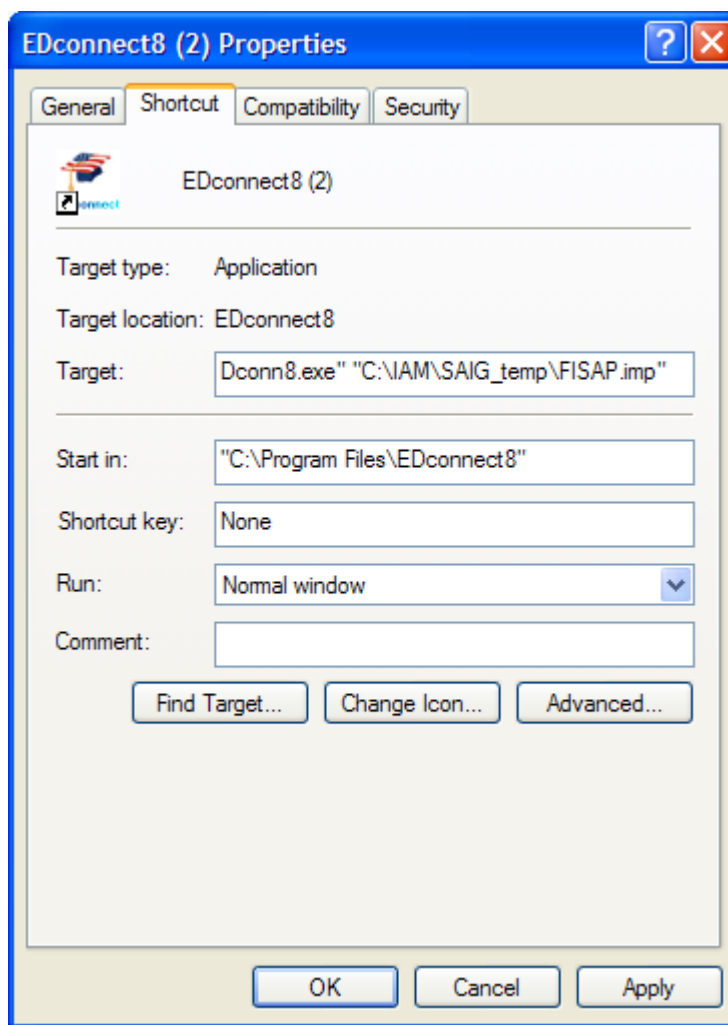 EDconnect8 (2) Properties
General Shortcut Compatibility Security
onnect
EDconnect8 (2)
Target type: Application
Target location: EDconnect8
Target: Dconn8.exe" "C:\IAM\SAIG_temp\FISAP.imp"
Start in: "C:\Program Files\EDconnect8"
Shortcut key: None
Run: Normal window
Comment:
Find Target... Change Icon... Advanced...
OK Cancel Apply